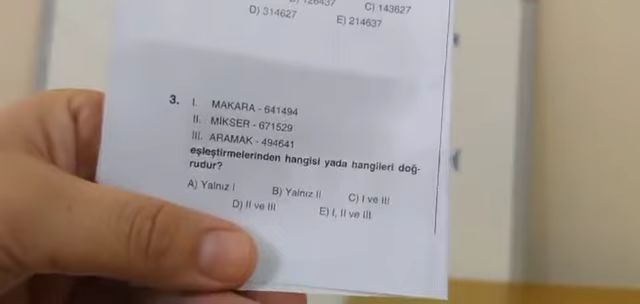 C) 143627
D) 314627 E) 214637
3. I. MAKARA - 641494
II. MİKSER - 671529
III. ARAMAK - 494641
eşleştirmelerinden hangisi yada hangileri doğ-
rudur?
A) Yalnız I B) Yalnız II C) I ve III
D) II ve III E) I, II ve III